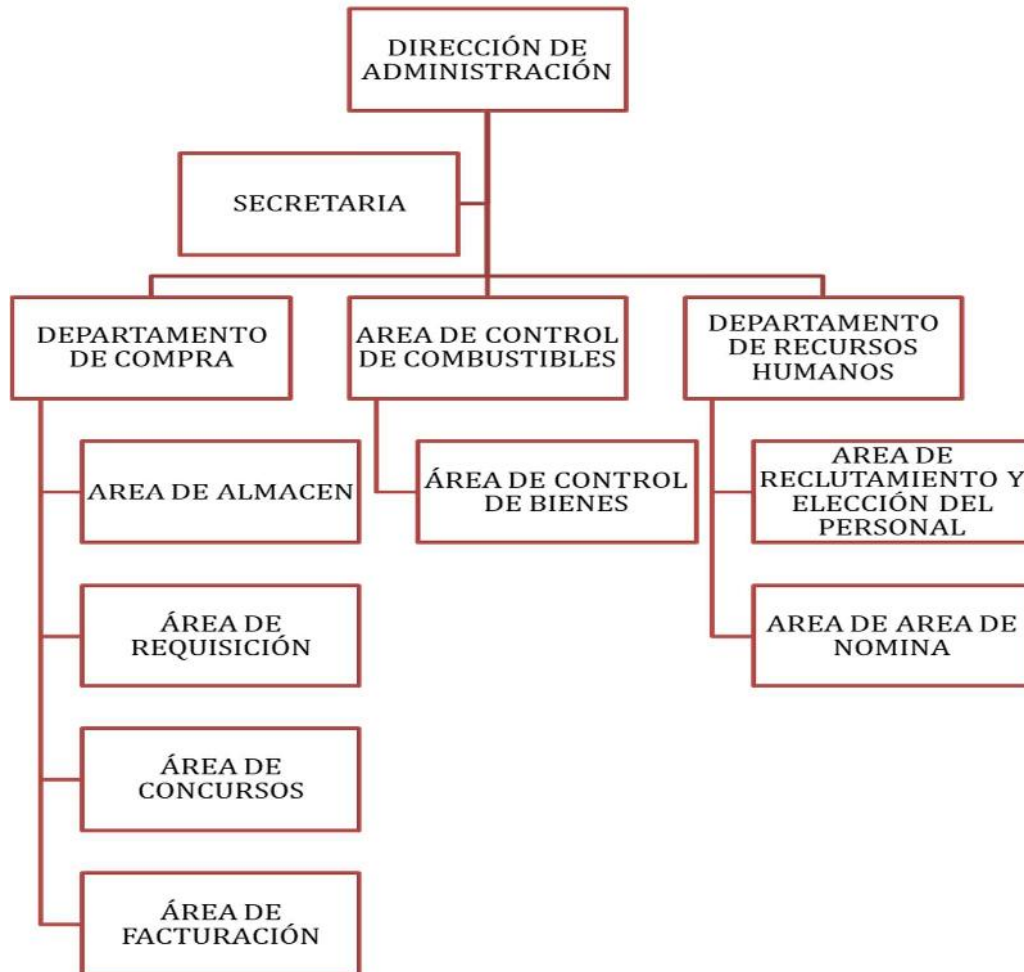 DIRECCIÓN DE
ADMINISTRACIÓN
SECRETARIA
DEPARTAMENTO
DE COMPRA
AREA DE CONTROL
DE COMBUSTIBLES
DEPARTAMENTO
DE RECURSOS
HUMANOS
AREA DE ALMACEN
ÁREA DE CONTROL
DE BIENES
AREA DE
RECLUTAMIENTO Y
ELECCIÓN DEL
PERSONAL
ÁREA DE
REQUISICIÓN
AREA DE AREA DE
NOMINA
ÁREA DE
CONCURSOS
ÁREA DE
FACTURACIÓN